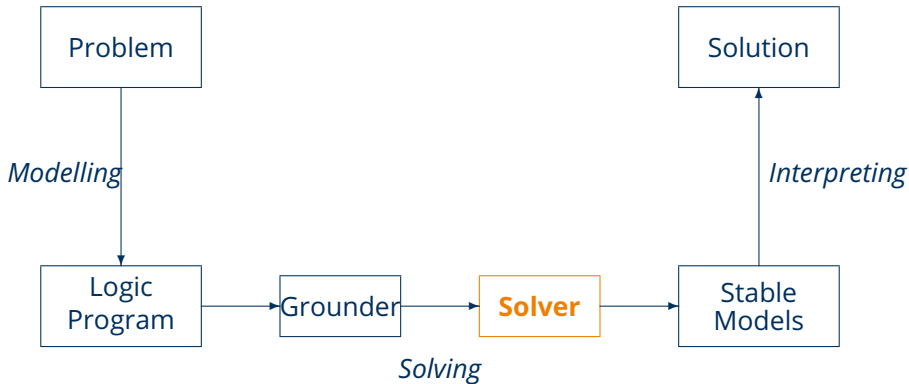 Problem
Solution
Modelling
Interpreting
Logic
Program
Grounder
Solver
Stable
Models
Solving